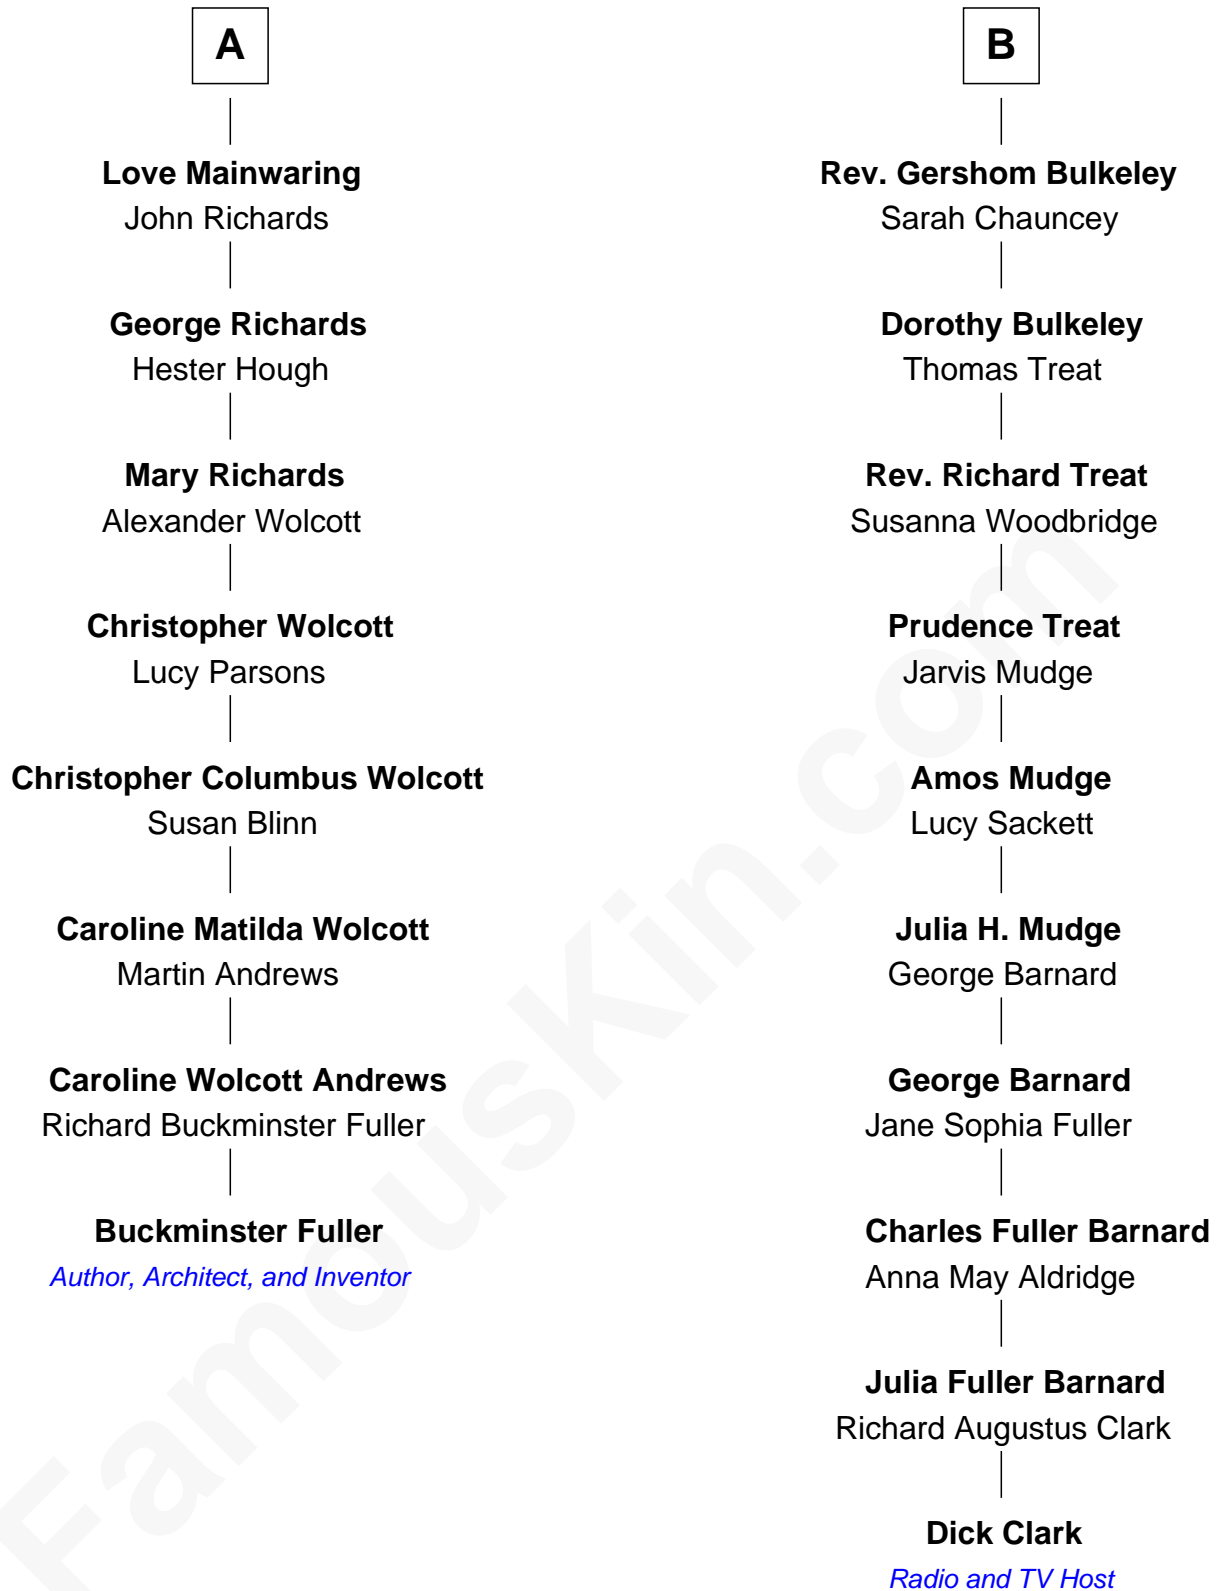 A
Love Mainwaring
John Richards
George Richards
Hester Hough
Mary Richards
Alexander Wolcott
Christopher Wolcott
Lucy Parsons
Christopher Columbus Wolcott
Susan Blinn
Caroline Matilda Wolcott
Martin Andrews
Caroline Wolcott Andrews
Richard Buckminster Fuller
Buckminster Fuller
Author, Architect, and Inventor
B
Rev. Gershom Bulkeley
Sarah Chauncey
Dorothy Bulkeley
Thomas Treat
Rev. Richard Treat
Susanna Woodbridge
Prudence Treat
Jarvis Mudge
Amos Mudge
Lucy Sackett
Julia H. Mudge
George Barnard
George Barnard
Jane Sophia Fuller
Charles Fuller Barnard
Anna May Aldridge
Julia Fuller Barnard
Richard Augustus Clark
Dick Clark
Radio and TV Host
FamousKin.com